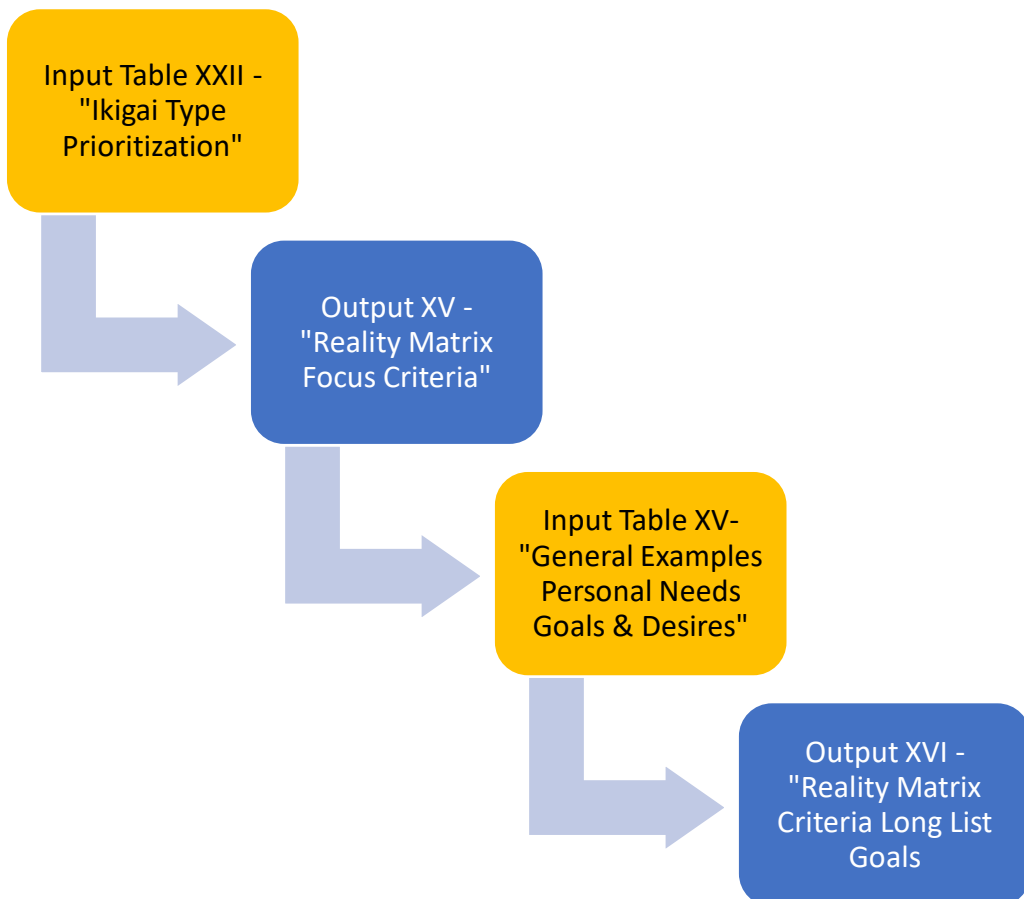 Input Table XXII -
"Ikigai Type
Prioritization"
Output XV -
"Reality Matrix
Focus Criteria"
Input Table XV-
"General Examples
Personal Needs
Goals & Desires"
Output XVI -
"Reality Matrix
Criteria Long List
Goals